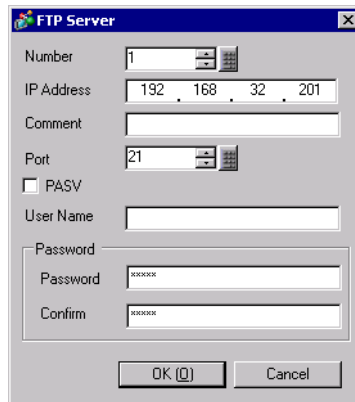 FTP Server
Number 1
IP Address 192 . 168 . 32 . 201
Comment
Port 21
PASV
User Name
Password
Password *****
Confirm *****
OK (O) Cancel